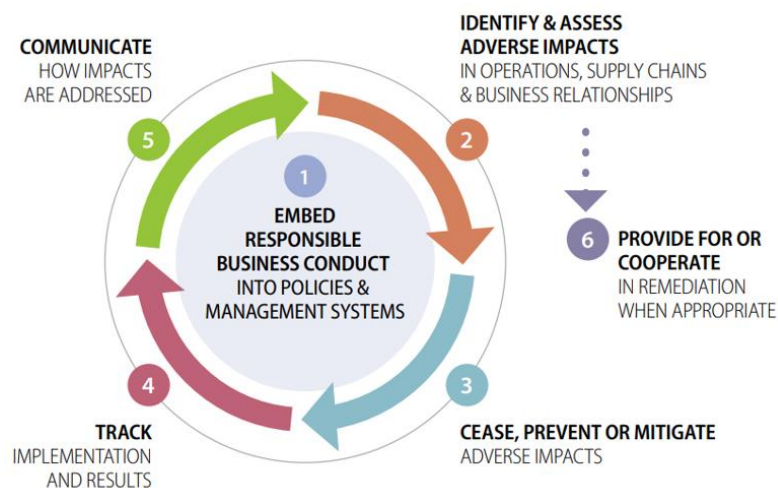 1
EMBED
RESPONSIBLE
BUSINESS CONDUCT
INTO POLICIES &
MANAGEMENT SYSTEMS
2
IDENTIFY & ASSESS
ADVERSE IMPACTS
IN OPERATIONS, SUPPLY CHAINS
& BUSINESS RELATIONSHIPS
3
CEASE, PREVENT OR MITIGATE
ADVERSE IMPACTS
4
TRACK
IMPLEMENTATION
AND RESULTS
5
COMMUNICATE
HOW IMPACTS
ARE ADDRESSED
6
PROVIDE FOR OR
COOPERATE
IN REMEDIATION
WHEN APPROPRIATE